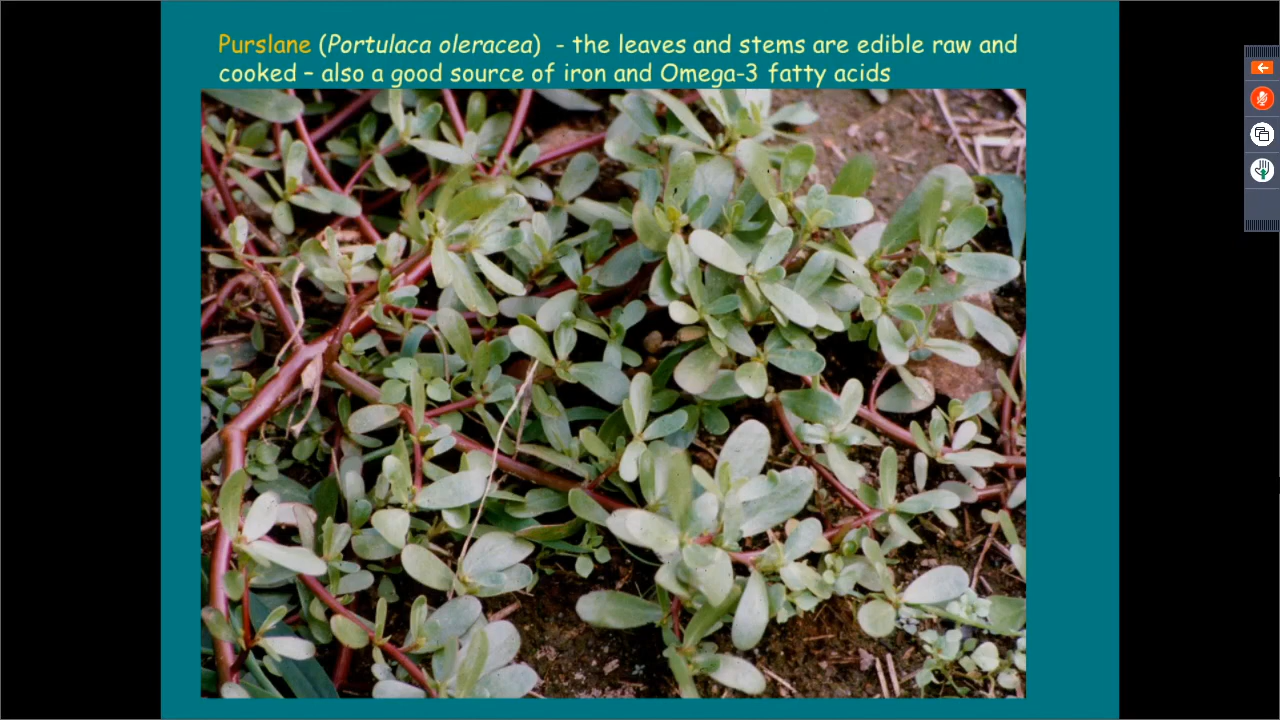 Purslane (Portulaca oleracea)  - the leaves and stems are edible raw and
cooked – also a good source of iron and Omega-3 fatty acids